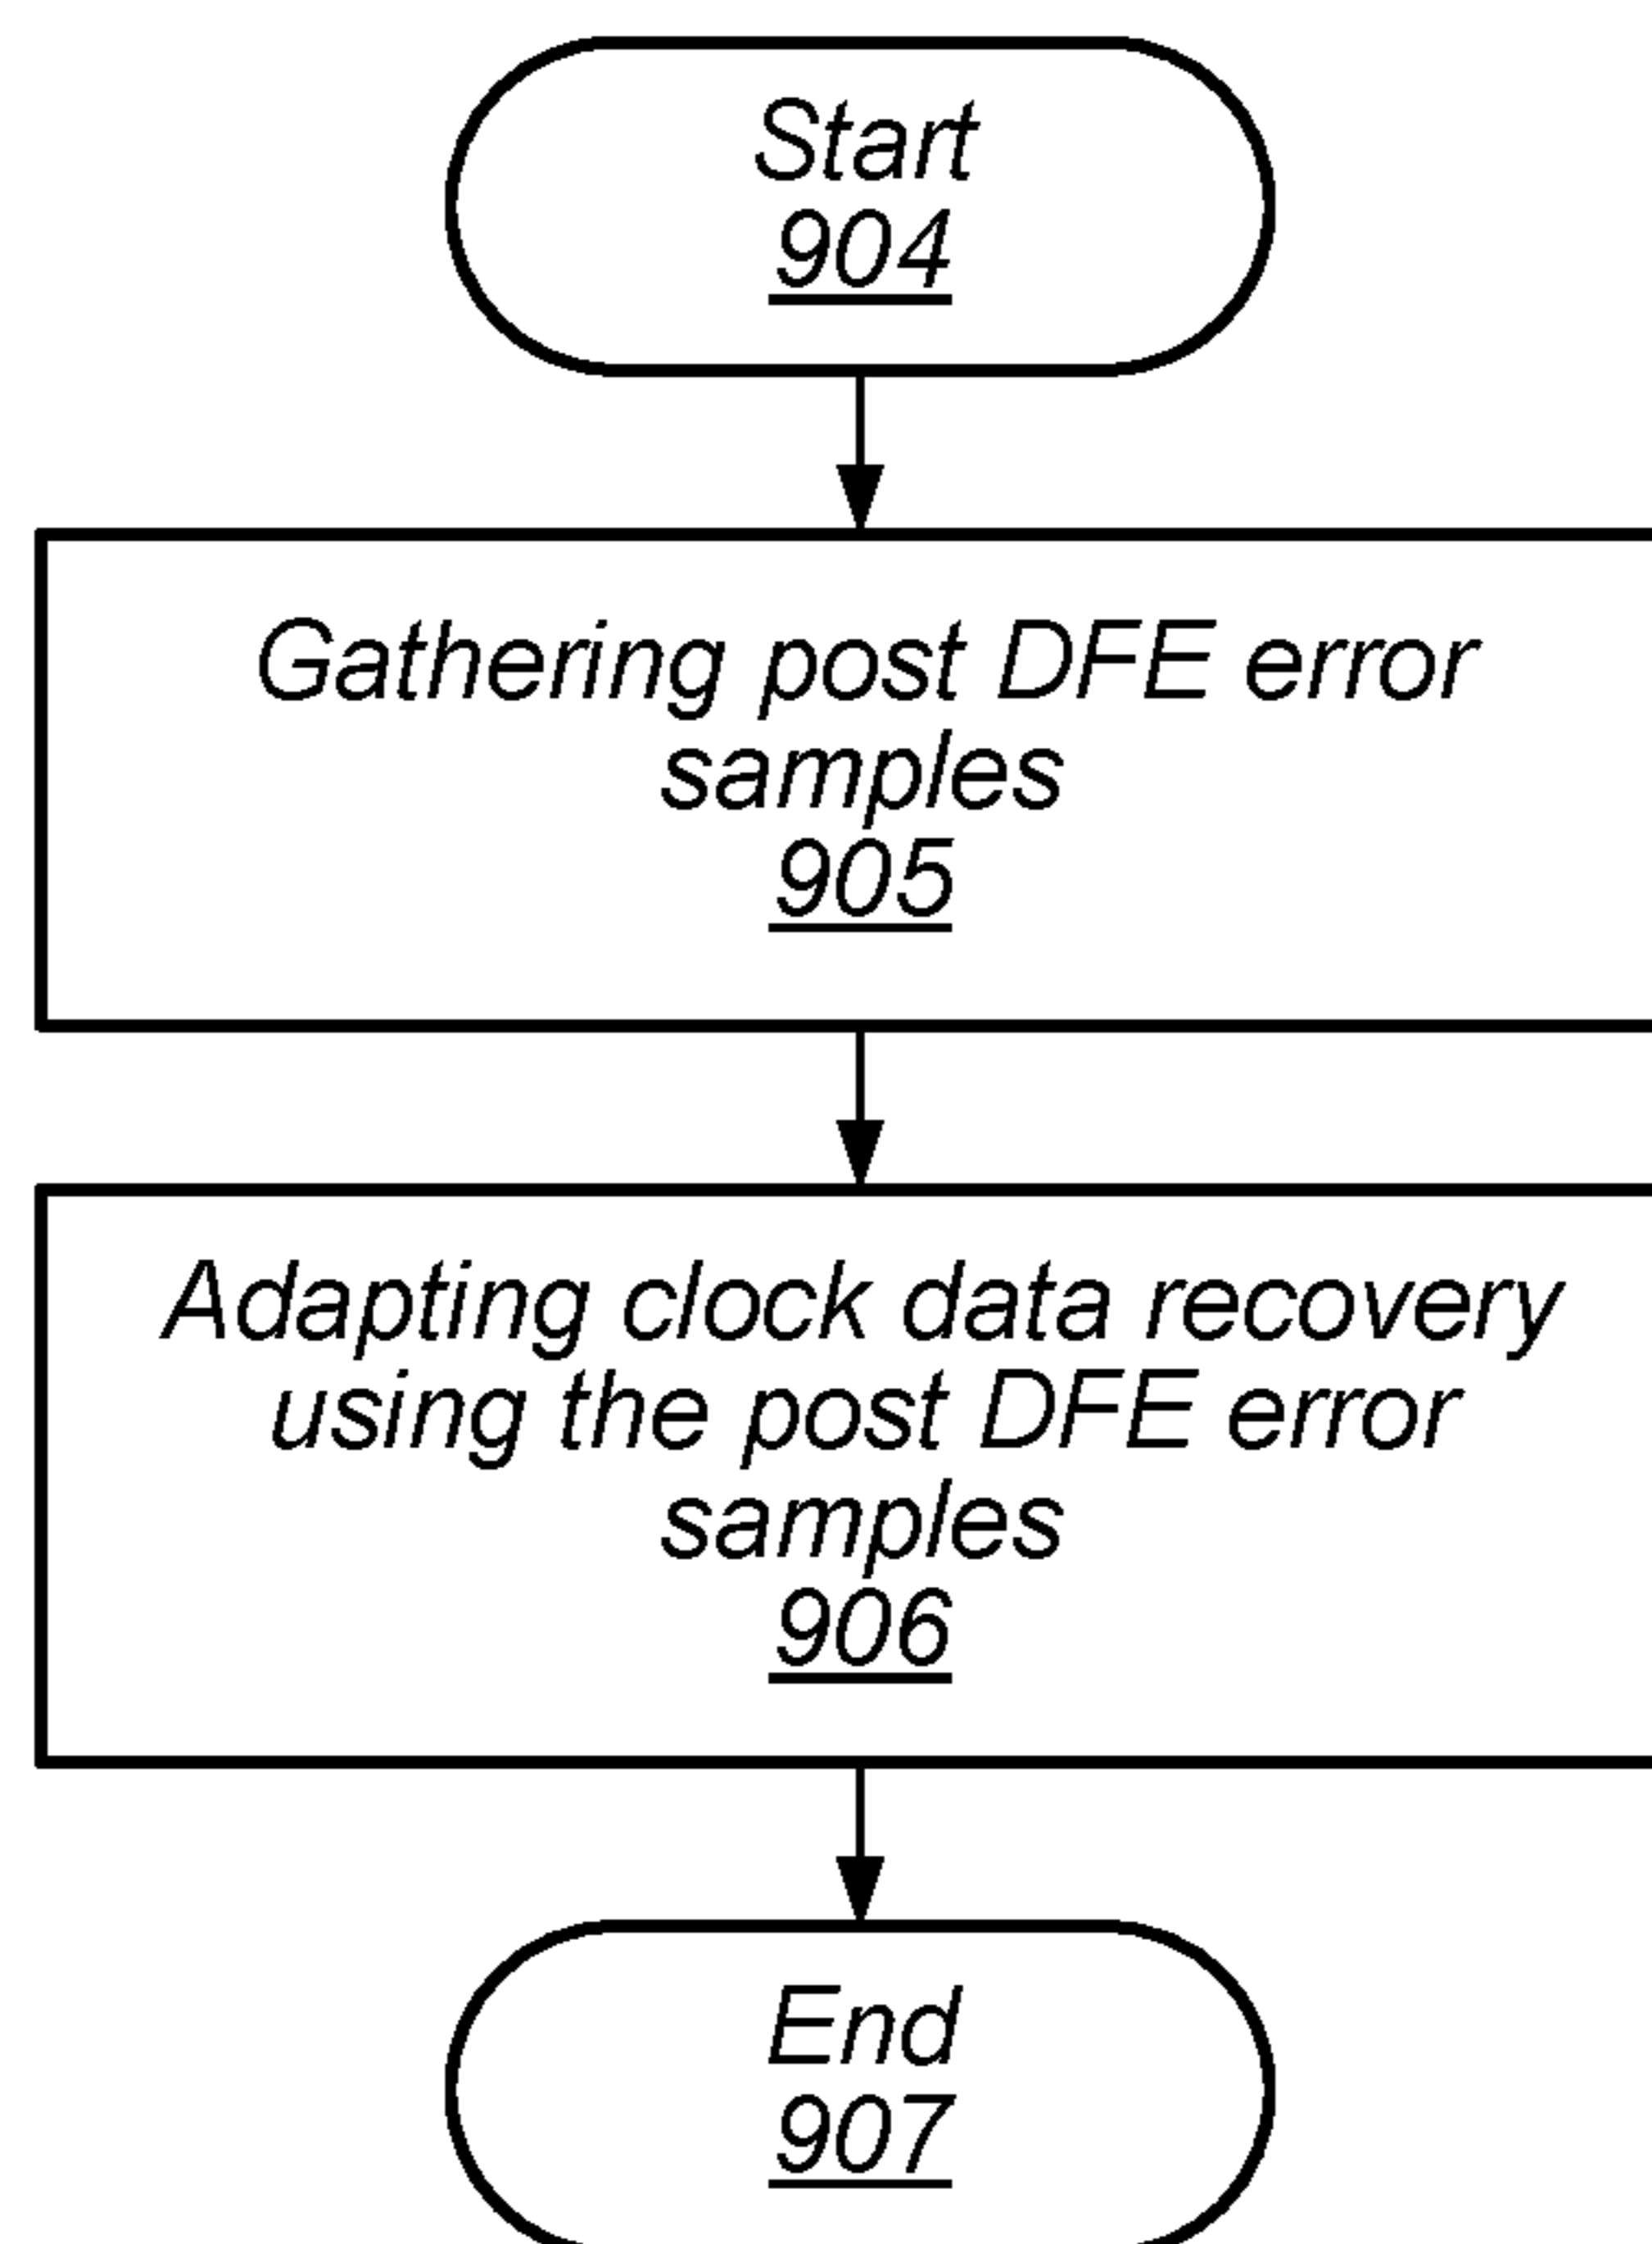 Start
904
Gathering post DFE error
samples
905
Adapting clock data recovery
using the post DFE error
samples
906
End
907